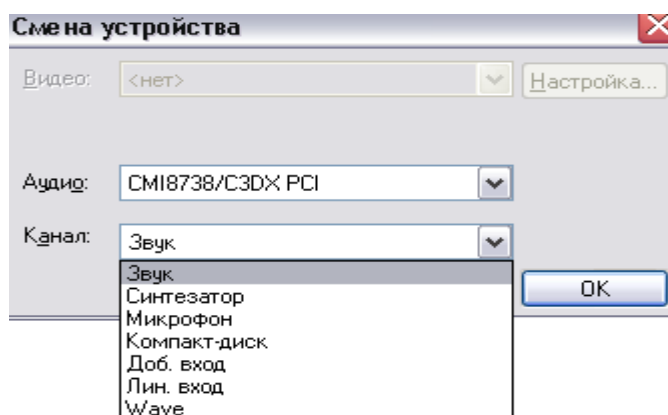 Смена устройства
Видео: <нет> Настройка...
Аудио: CMI8738/C3DX PCI
Канал: Звук
Звук
Синтезатор
OK
Микрофон
Компакт-диск
Доб. вход
Лин. вход
Wave